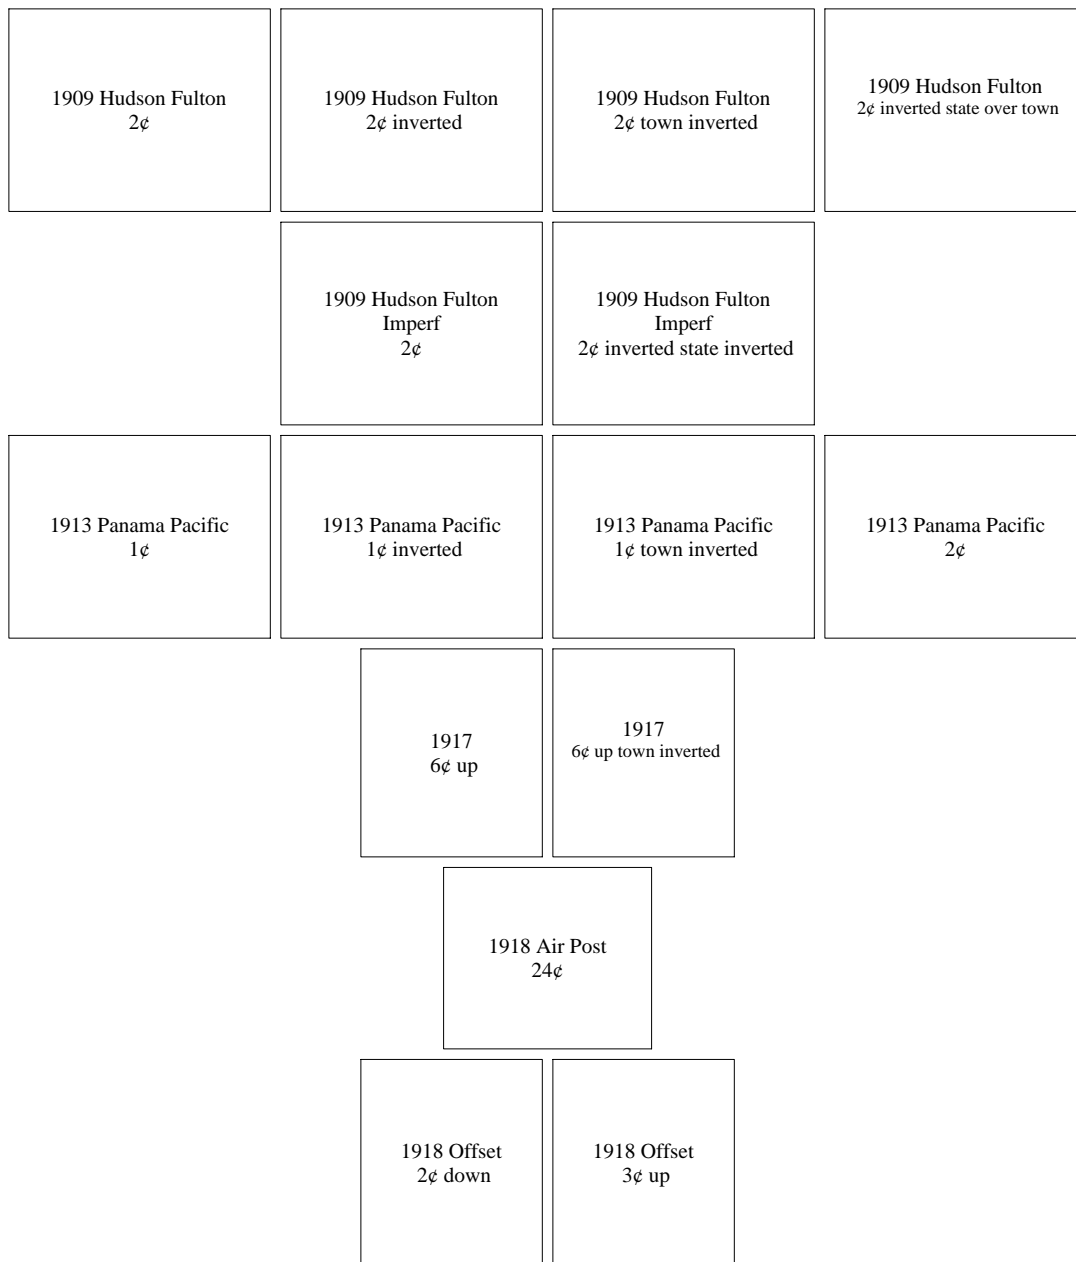 1909 Hudson Fulton
2¢
1909 Hudson Fulton
2¢ inverted
1909 Hudson Fulton
2¢ town inverted
1909 Hudson Fulton
2¢ inverted state over town
1909 Hudson Fulton
Imperf
2¢
1909 Hudson Fulton
Imperf
2¢ inverted state inverted
1913 Panama Pacific
1¢
1913 Panama Pacific
1¢ inverted
1913 Panama Pacific
1¢ town inverted
1913 Panama Pacific
2¢
1917
6¢ up
1917
6¢ up town inverted
1918 Air Post
24¢
1918 Offset
2¢ down
1918 Offset
3¢ up